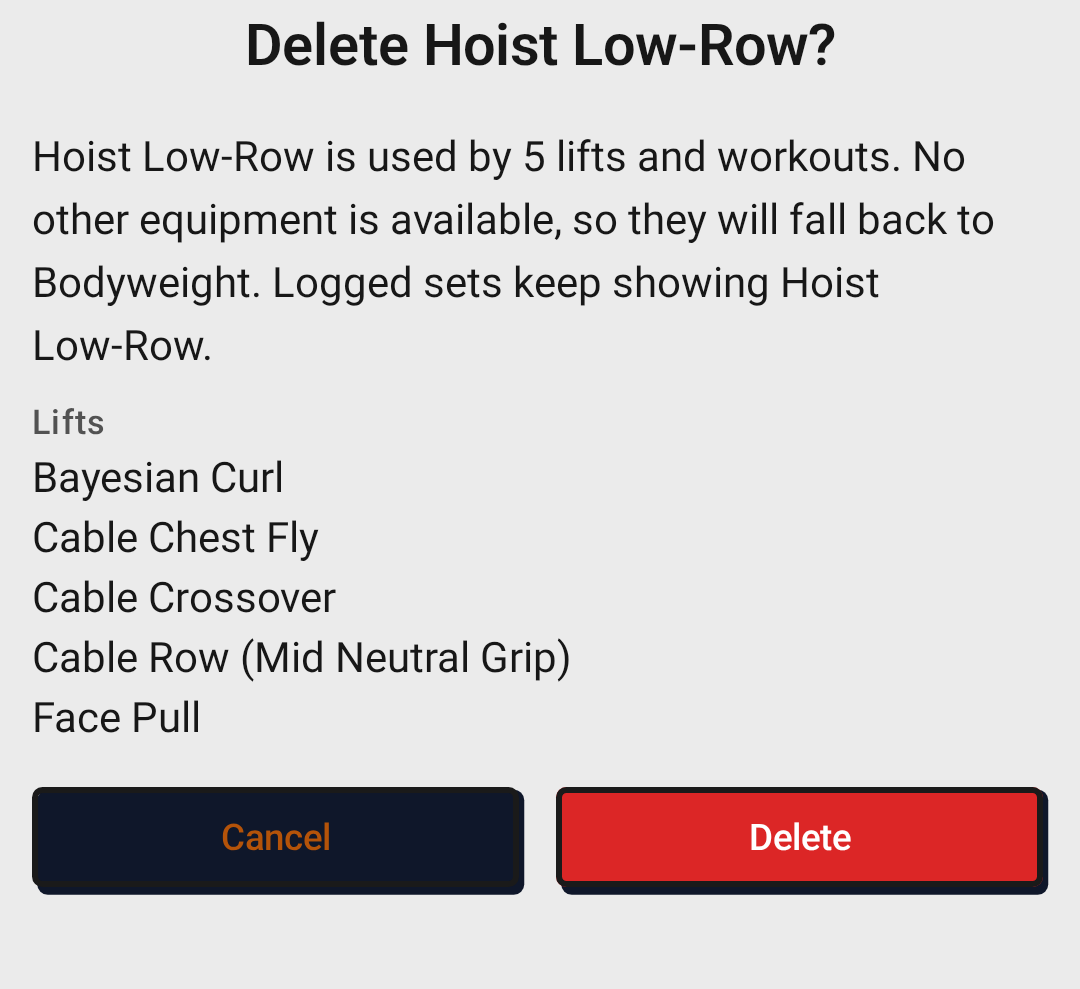 Delete Hoist Low-Row?
Hoist Low-Row is used by 5 lifts and workouts. No
other equipment is available, so they will fall back to
Bodyweight. Logged sets keep showing Hoist
Low-Row.
Lifts
Bayesian Curl
Cable Chest Fly
Cable Crossover
Cable Row (Mid Neutral Grip)
Face Pull
Cancel
Delete